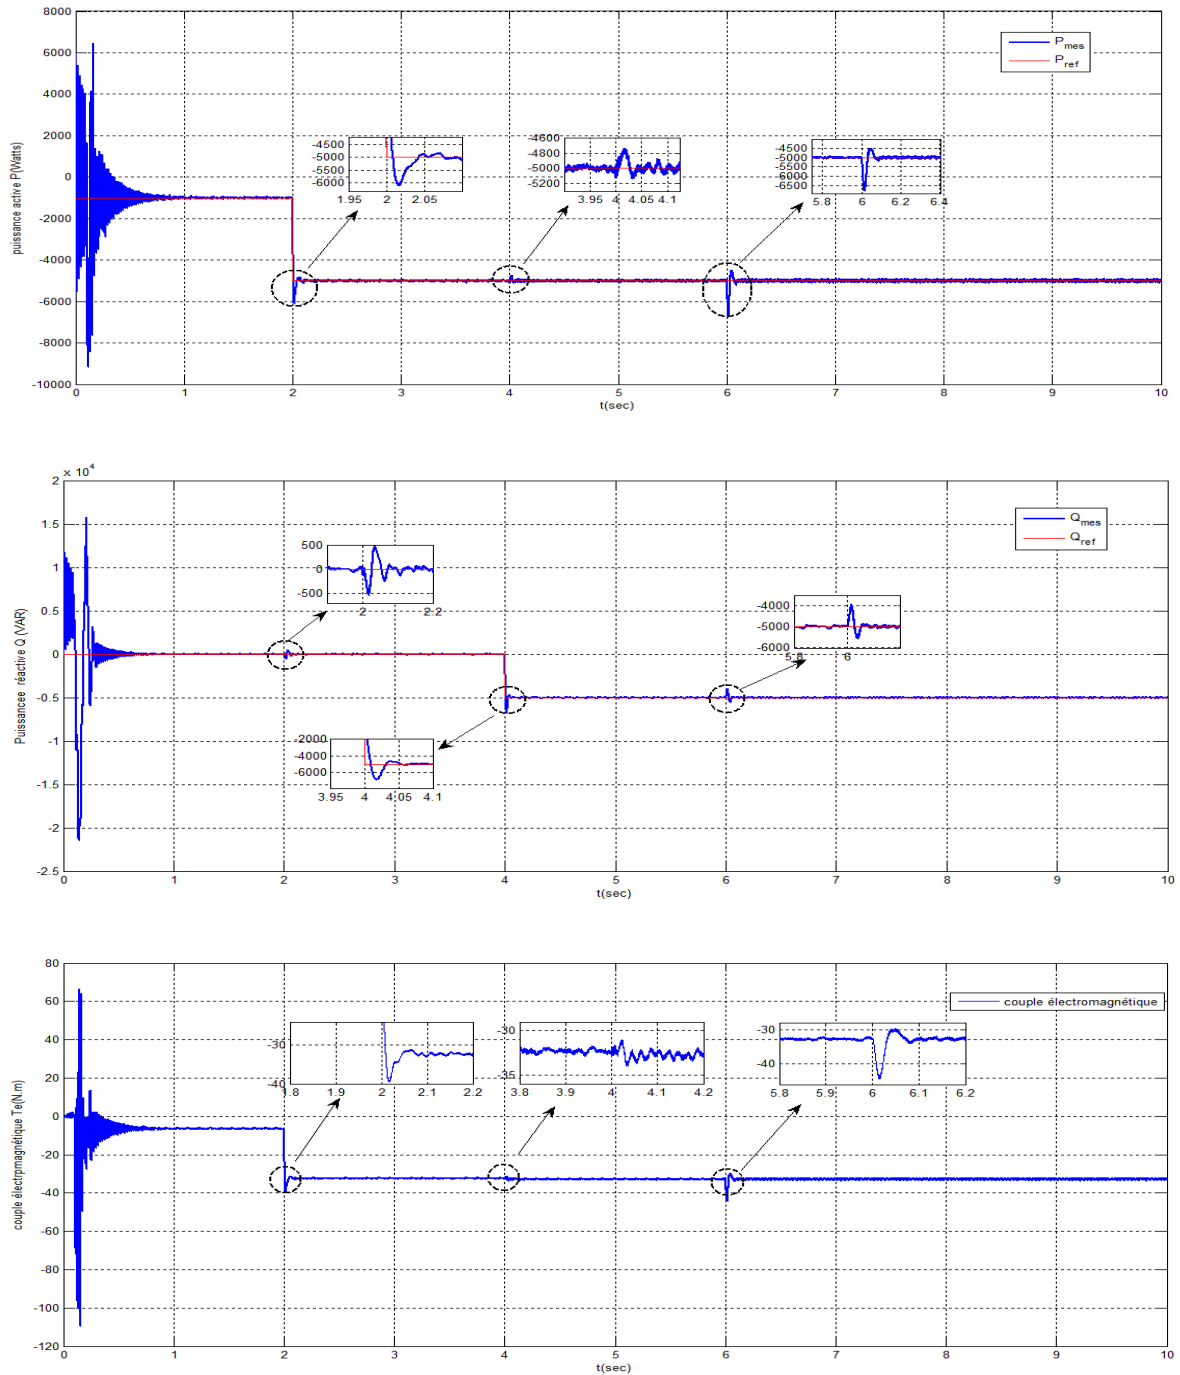 8000
6000
4000
2000
0
-2000
-4000
-6000
-8000
-10000
puissance active P(Watts)
P_mes
P_ref
-4500
-5000
-5500
-6000
1.95 2 2.05
-4600
-4800
-5000
-5200
3.95 4 4.05 4.1
-4500
-5000
-5500
-6000
-6500
5.8 6 6.2 6.4
0 1 2 3 4 5 6 7 8 9 10
t(sec)
x 10^4
2
1.5
1
0.5
0
-0.5
-1
-1.5
-2
-2.5
Puissancee réactive Q (VAR)
Q_mes
Q_ref
500
0
-500
2 2.2
-4000
-5000
-6000
5.8 6
-2000
-4000
-6000
3.95 4 4.05 4.1
0 1 2 3 4 5 6 7 8 9 10
t(sec)
80
60
40
20
0
-20
-40
-60
-80
-100
-120
couple électrpmagnétique Te(N.m)
couple électromagnétique
-30
-40
1.8 1.9 2 2.1 2.2
-30
-35
3.8 3.9 4 4.1 4.2
-30
-40
5.8 5.9 6 6.1 6.2
0 1 2 3 4 5 6 7 8 9 10
t(sec)